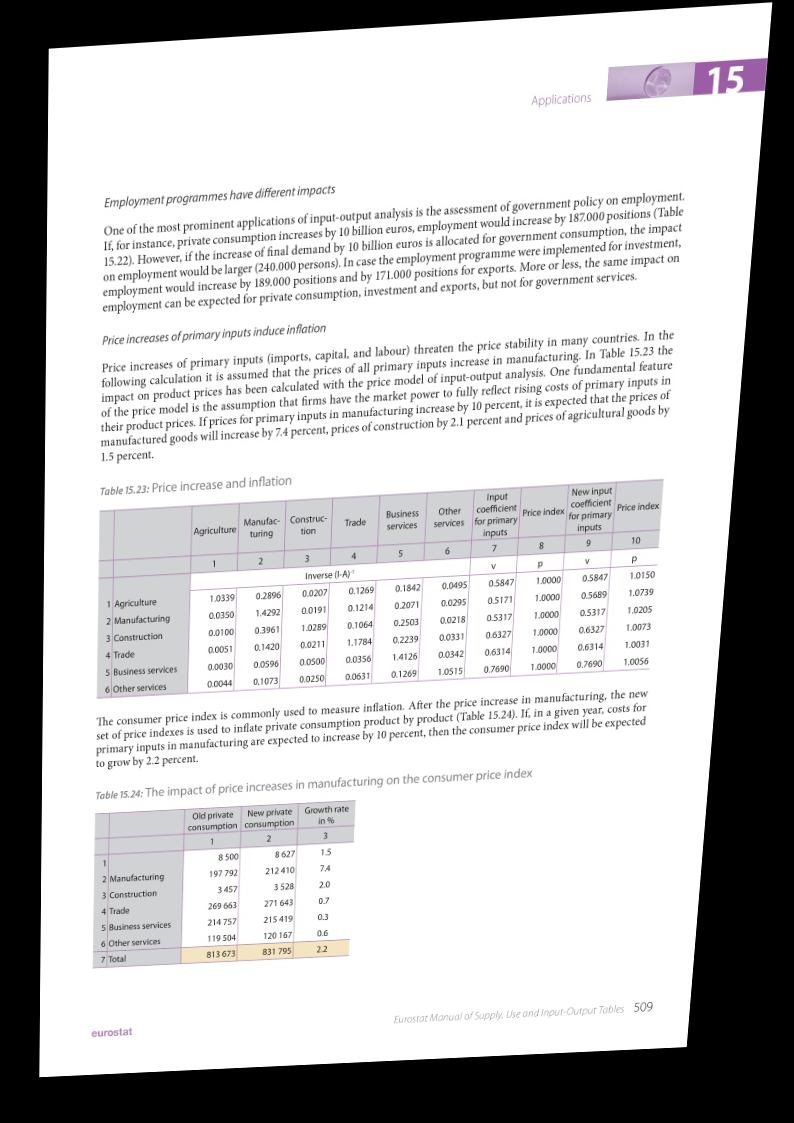 Applications 15
Employment programmes have different impacts
One of the most prominent applications of input-output analysis is the assessment of government policy on employment.
If, for instance, private consumption increases by 10 billion euros, employment would increase by 187.000 positions (Table
15.22). However, if the increase of final demand by 10 billion euros is allocated for government consumption, the impact
on employment would be larger (240.000 persons). In case the employment programme were implemented for investment,
employment would increase by 189.000 positions and by 171.000 positions for exports. More or less, the same impact on
employment can be expected for private consumption, investment and exports, but not for government services.
Price increases of primary inputs induce inflation
Price increases of primary inputs (imports, capital, and labour) threaten the price stability in many countries. In the
following calculation it is assumed that the prices of all primary inputs increase in manufacturing. In Table 15.23 the
impact on product prices has been calculated with the price model of input-output analysis. One fundamental feature
of the price model is the assumption that firms have the market power to fully reflect rising costs of primary inputs in
their product prices. If prices for primary inputs in manufacturing increase by 10 percent, it is expected that the prices of
manufactured goods will increase by 7.4 percent, prices of construction by 2.1 percent and prices of agricultural goods by
1.5 percent.
Table 15.23: Price increase and inflation
Agriculture Manufac- Construc- Trade Business Other Input Price index New input Price index
turing tion services services coefficient coefficient
for primary for primary
inputs inputs
1 2 3 4 5 6 7 8 9 10
Inverse (I-A)⁻¹ v p v p
1 Agriculture 1.0339 0.2896 0.0207 0.1269 0.1842 0.0495 0.5847 1.0000 0.5847 1.0150
2 Manufacturing 0.0350 1.4292 0.0191 0.1214 0.2071 0.0295 0.5171 1.0000 0.5689 1.0739
3 Construction 0.0100 0.3961 1.0289 0.1064 0.2503 0.0218 0.5317 1.0000 0.5317 1.0205
4 Trade 0.0051 0.1420 0.0211 1.1784 0.2239 0.0331 0.6327 1.0000 0.6327 1.0073
5 Business services 0.0030 0.0596 0.0500 0.0356 1.4126 0.0342 0.6314 1.0000 0.6314 1.0031
6 Other services 0.0044 0.1073 0.0250 0.0631 0.1269 1.0515 0.7690 1.0000 0.7690 1.0056
The consumer price index is commonly used to measure inflation. After the price increase in manufacturing, the new
set of price indexes is used to inflate private consumption product by product (Table 15.24). If, in a given year, costs for
primary inputs in manufacturing are expected to increase by 10 percent, then the consumer price index will be expected
to grow by 2.2 percent.
Table 15.24: The impact of price increases in manufacturing on the consumer price index
Old private New private Growth rate
consumption consumption in %
1 2 3
1 8 500 8 627 1.5
2 Manufacturing 197 792 212 410 7.4
3 Construction 3 457 3 528 2.0
4 Trade 269 663 271 643 0.7
5 Business services 214 757 215 419 0.3
6 Other services 119 504 120 167 0.6
7 Total 813 673 831 795 2.2
eurostat Eurostat Manual of Supply, Use and Input-Output Tables 509